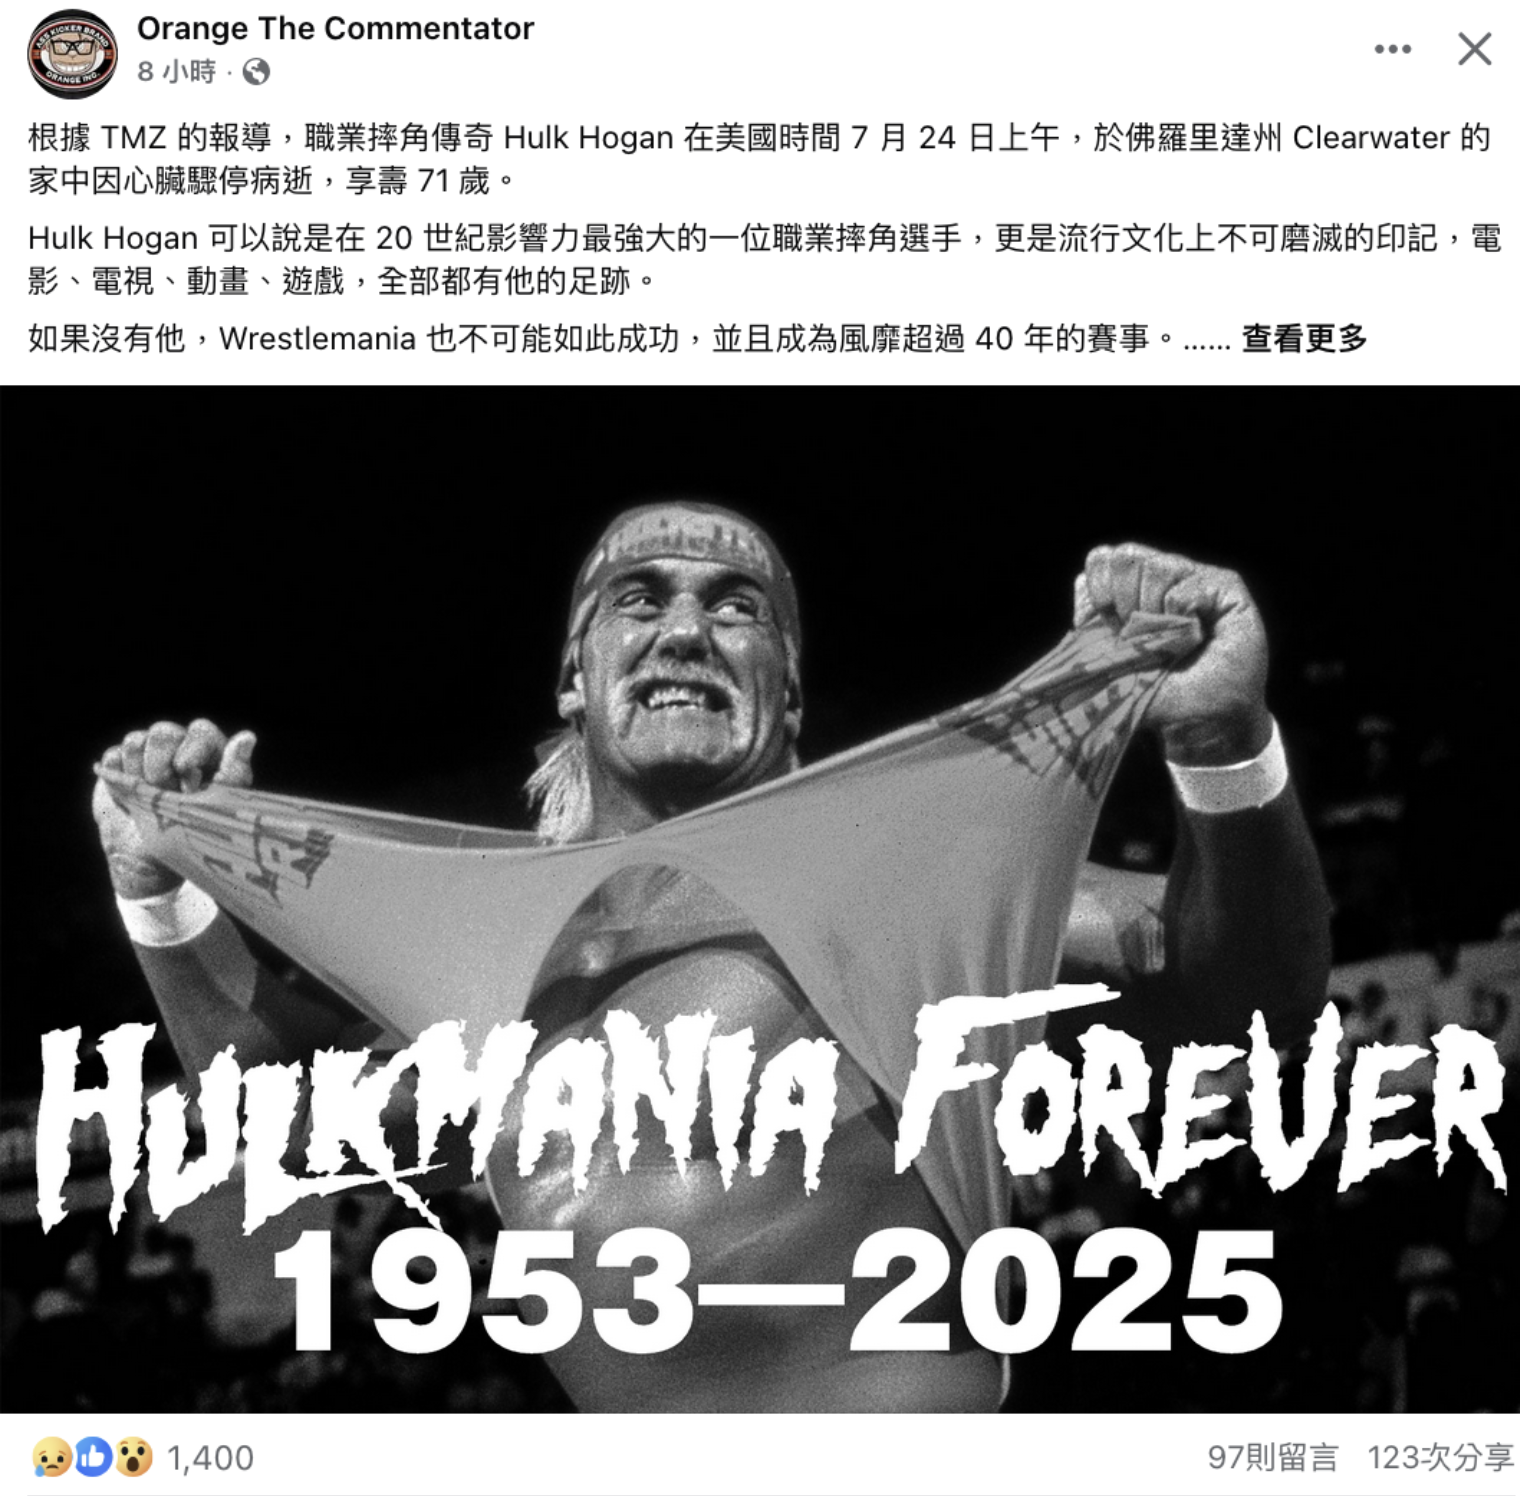 Orange The Commentator
8 小時 ·
根據 TMZ 的報導，職業摔角傳奇 Hulk Hogan 在美國時間 7 月 24 日上午，於佛羅里達州 Clearwater 的
家中因心臟驟停病逝，享壽 71 歲。
Hulk Hogan 可以說是在 20 世紀影響力最強大的一位職業摔角選手，更是流行文化上不可磨滅的印記，電
影、電視、動畫、遊戲，全部都有他的足跡。
如果沒有他，Wrestlemania 也不可能如此成功，並且成為風靡超過 40 年的賽事。...... 查看更多
HULKMANIA FOREVER
1953—2025
1,400
97則留言 123次分享